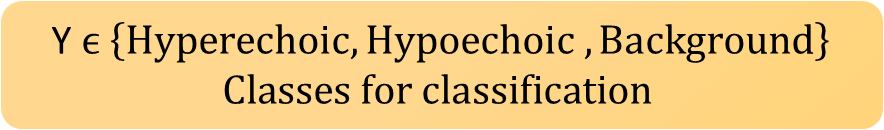 Y ϵ {Hyperechoic, Hypoechoic , Background}
Classes for classification